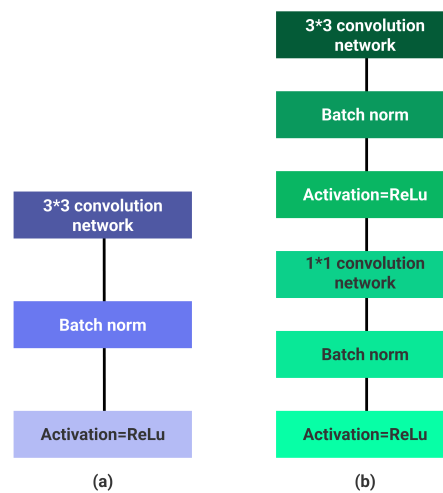 3*3 convolution
network
Batch norm
Activation=ReLu
(a)
3*3 convolution
network
Batch norm
Activation=ReLu
1*1 convolution
network
Batch norm
Activation=ReLu
(b)